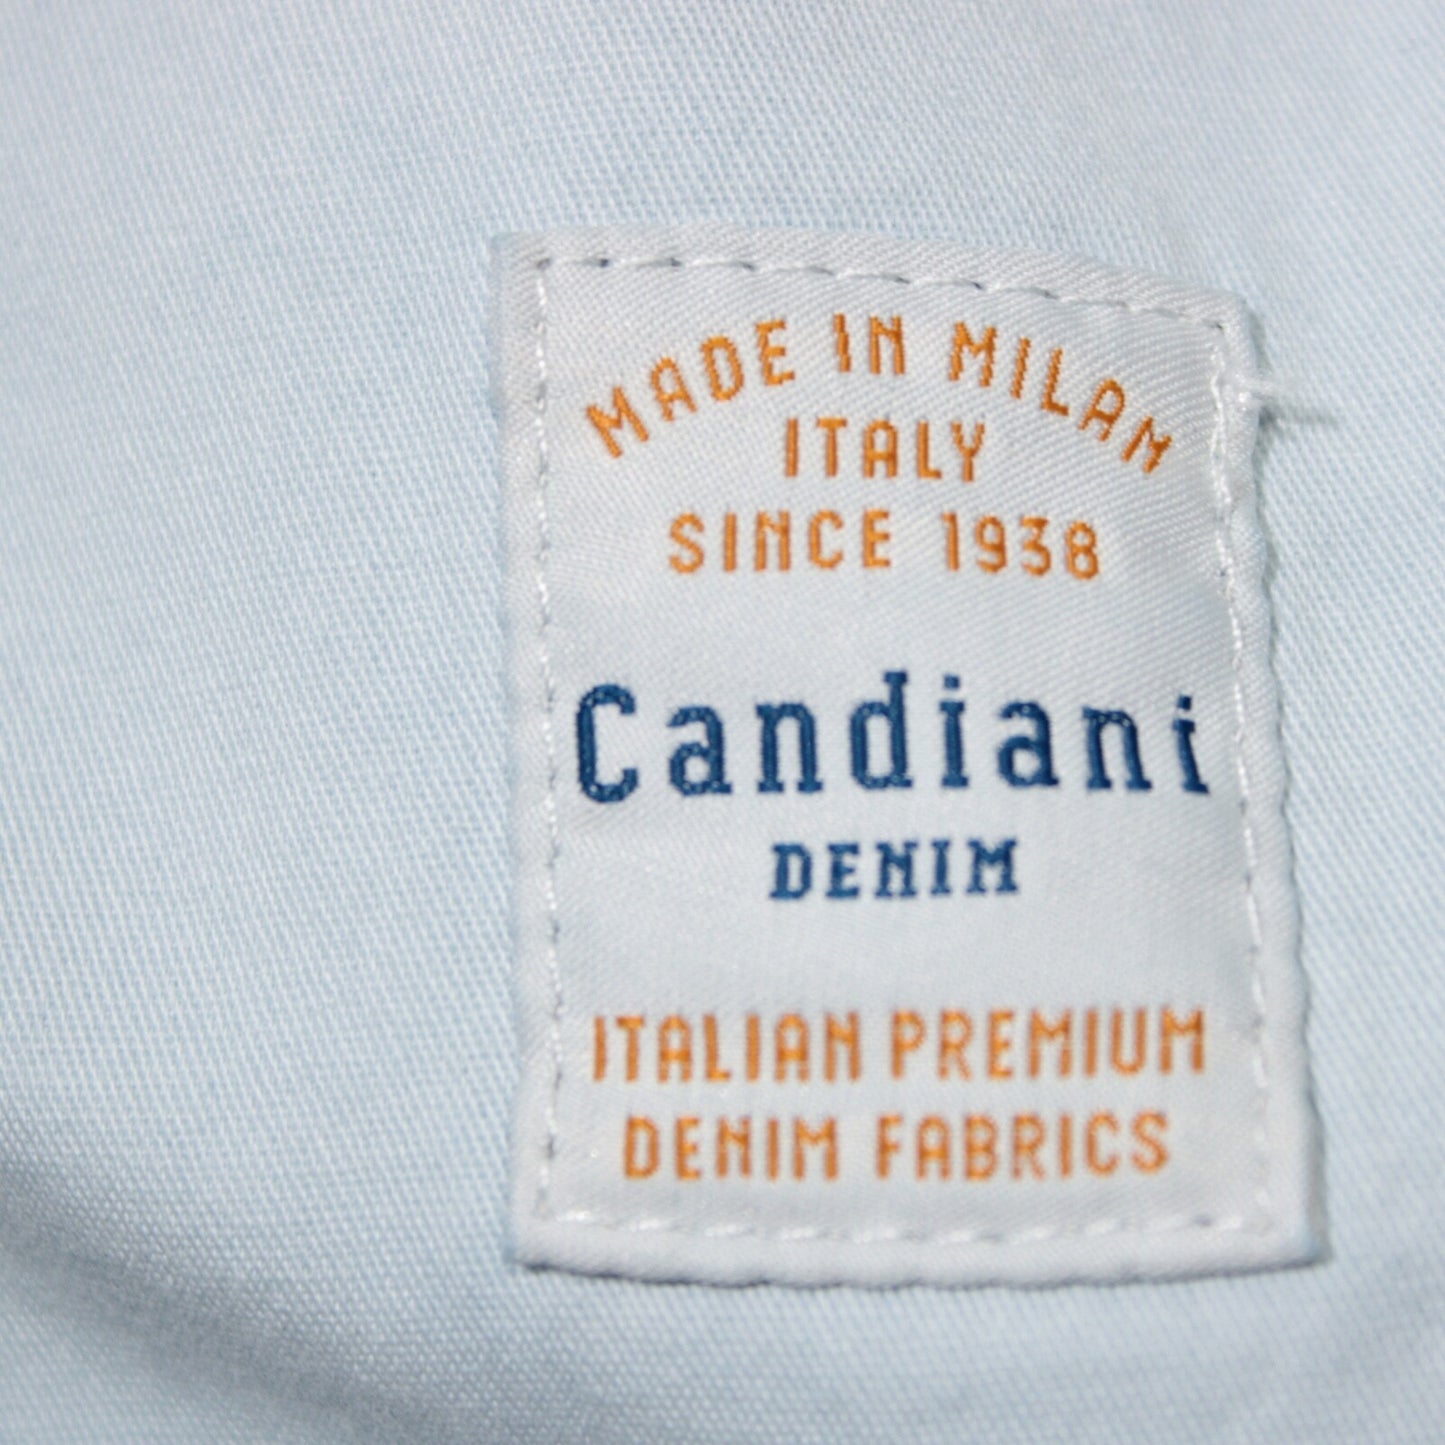 MADE IN MILAN
ITALY
SINCE 1938
Candiani
DENIM
ITALIAN PREMIUM
DENIM FABRICS